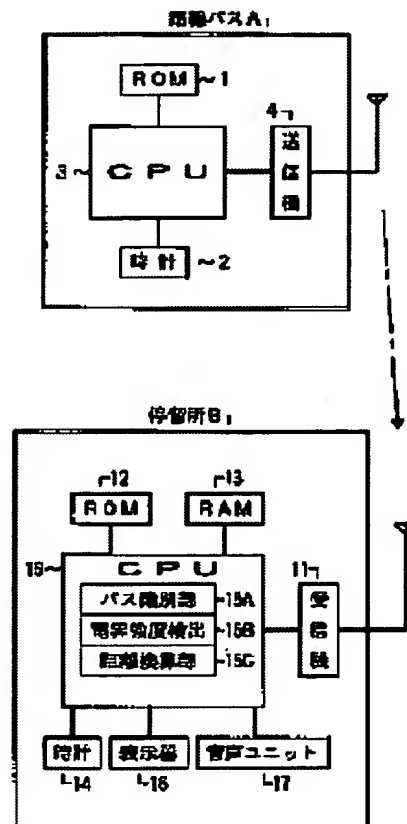 路線バスA₁
ROM ~1
4
送信機
3 CPU
時計 ~2
停留所B₁
12 13
ROM RAM
15 CPU 11
バス識別部 15A
電界強度検出 15B
距離換算部 15C
受信機
時計 表示器 音声ユニット
14 16 17